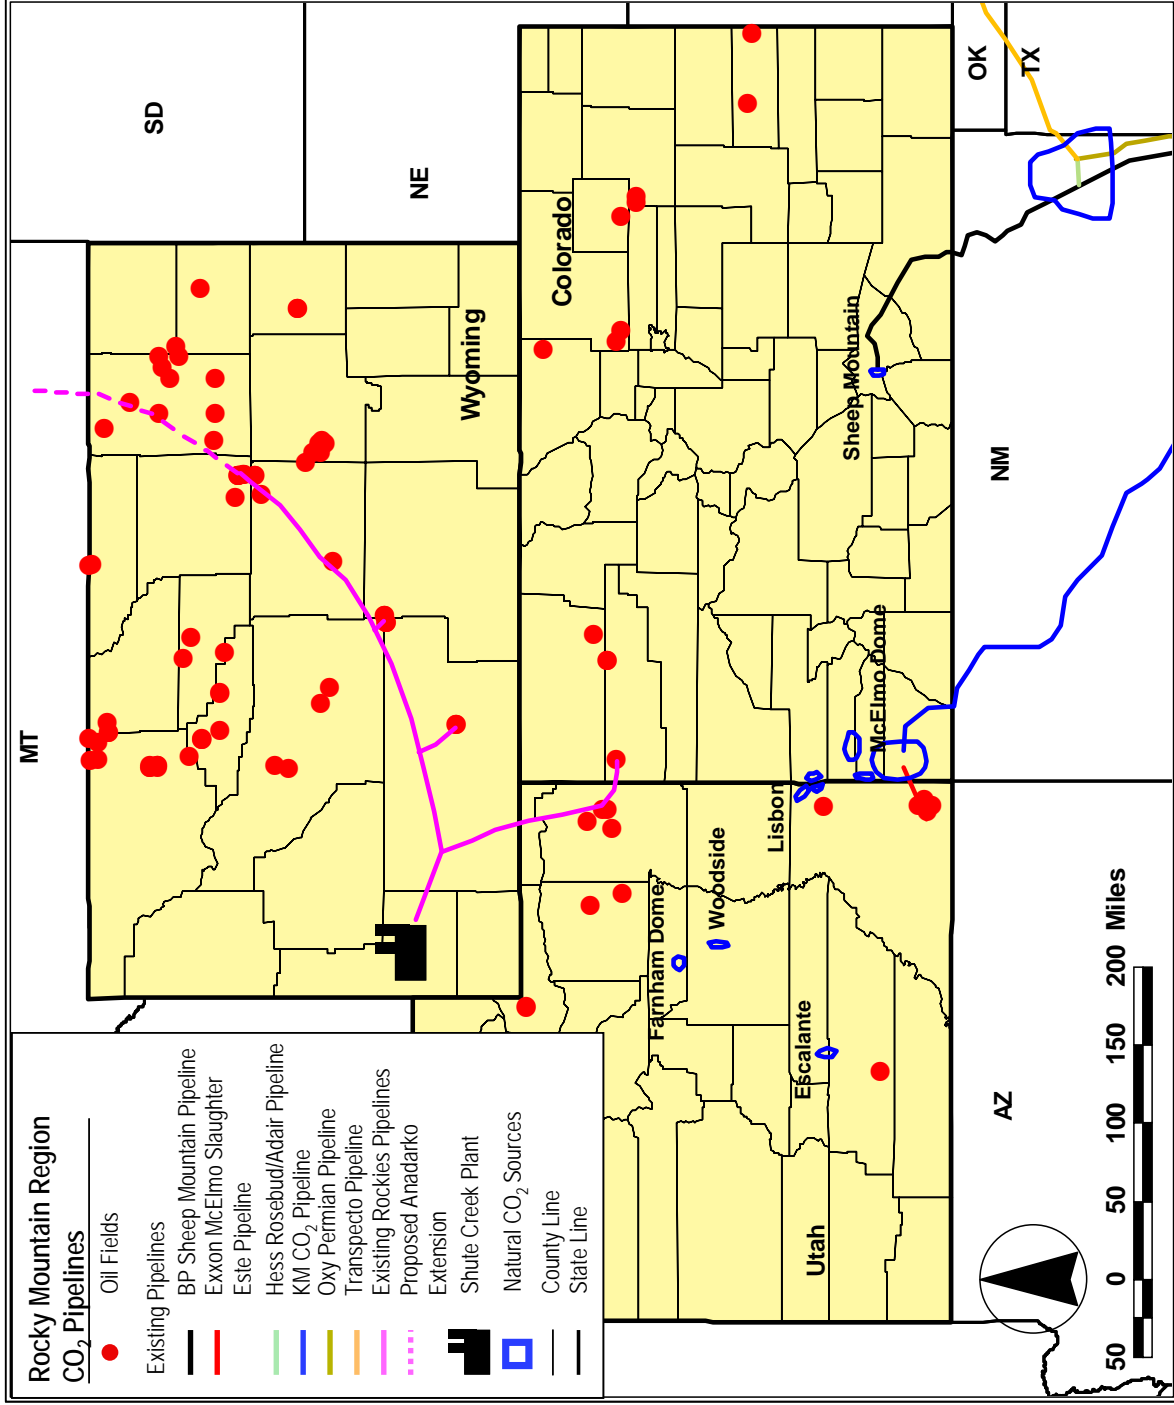 Rocky Mountain Region
CO2 Pipelines
Oil Fields
Existing Pipelines
BP Sheep Mountain Pipeline
Exxon McElmo Slaughter
Este Pipeline
Hess Rosebud/Adair Pipeline
KM CO2 Pipeline
Oxy Permian Pipeline
Transpecto Pipeline
Existing Rockies Pipelines
Proposed Anadarko
Extension
Shute Creek Plant
Natural CO2 Sources
County Line
State Line
MT
SD
NE
Wyoming
Colorado
Utah
Farnham Dome
Woodside
Lisbon
Escalante
McElmo Dome
Sheep Mountain
AZ
NM
OK
TX
50 0 50 100 150 200 Miles